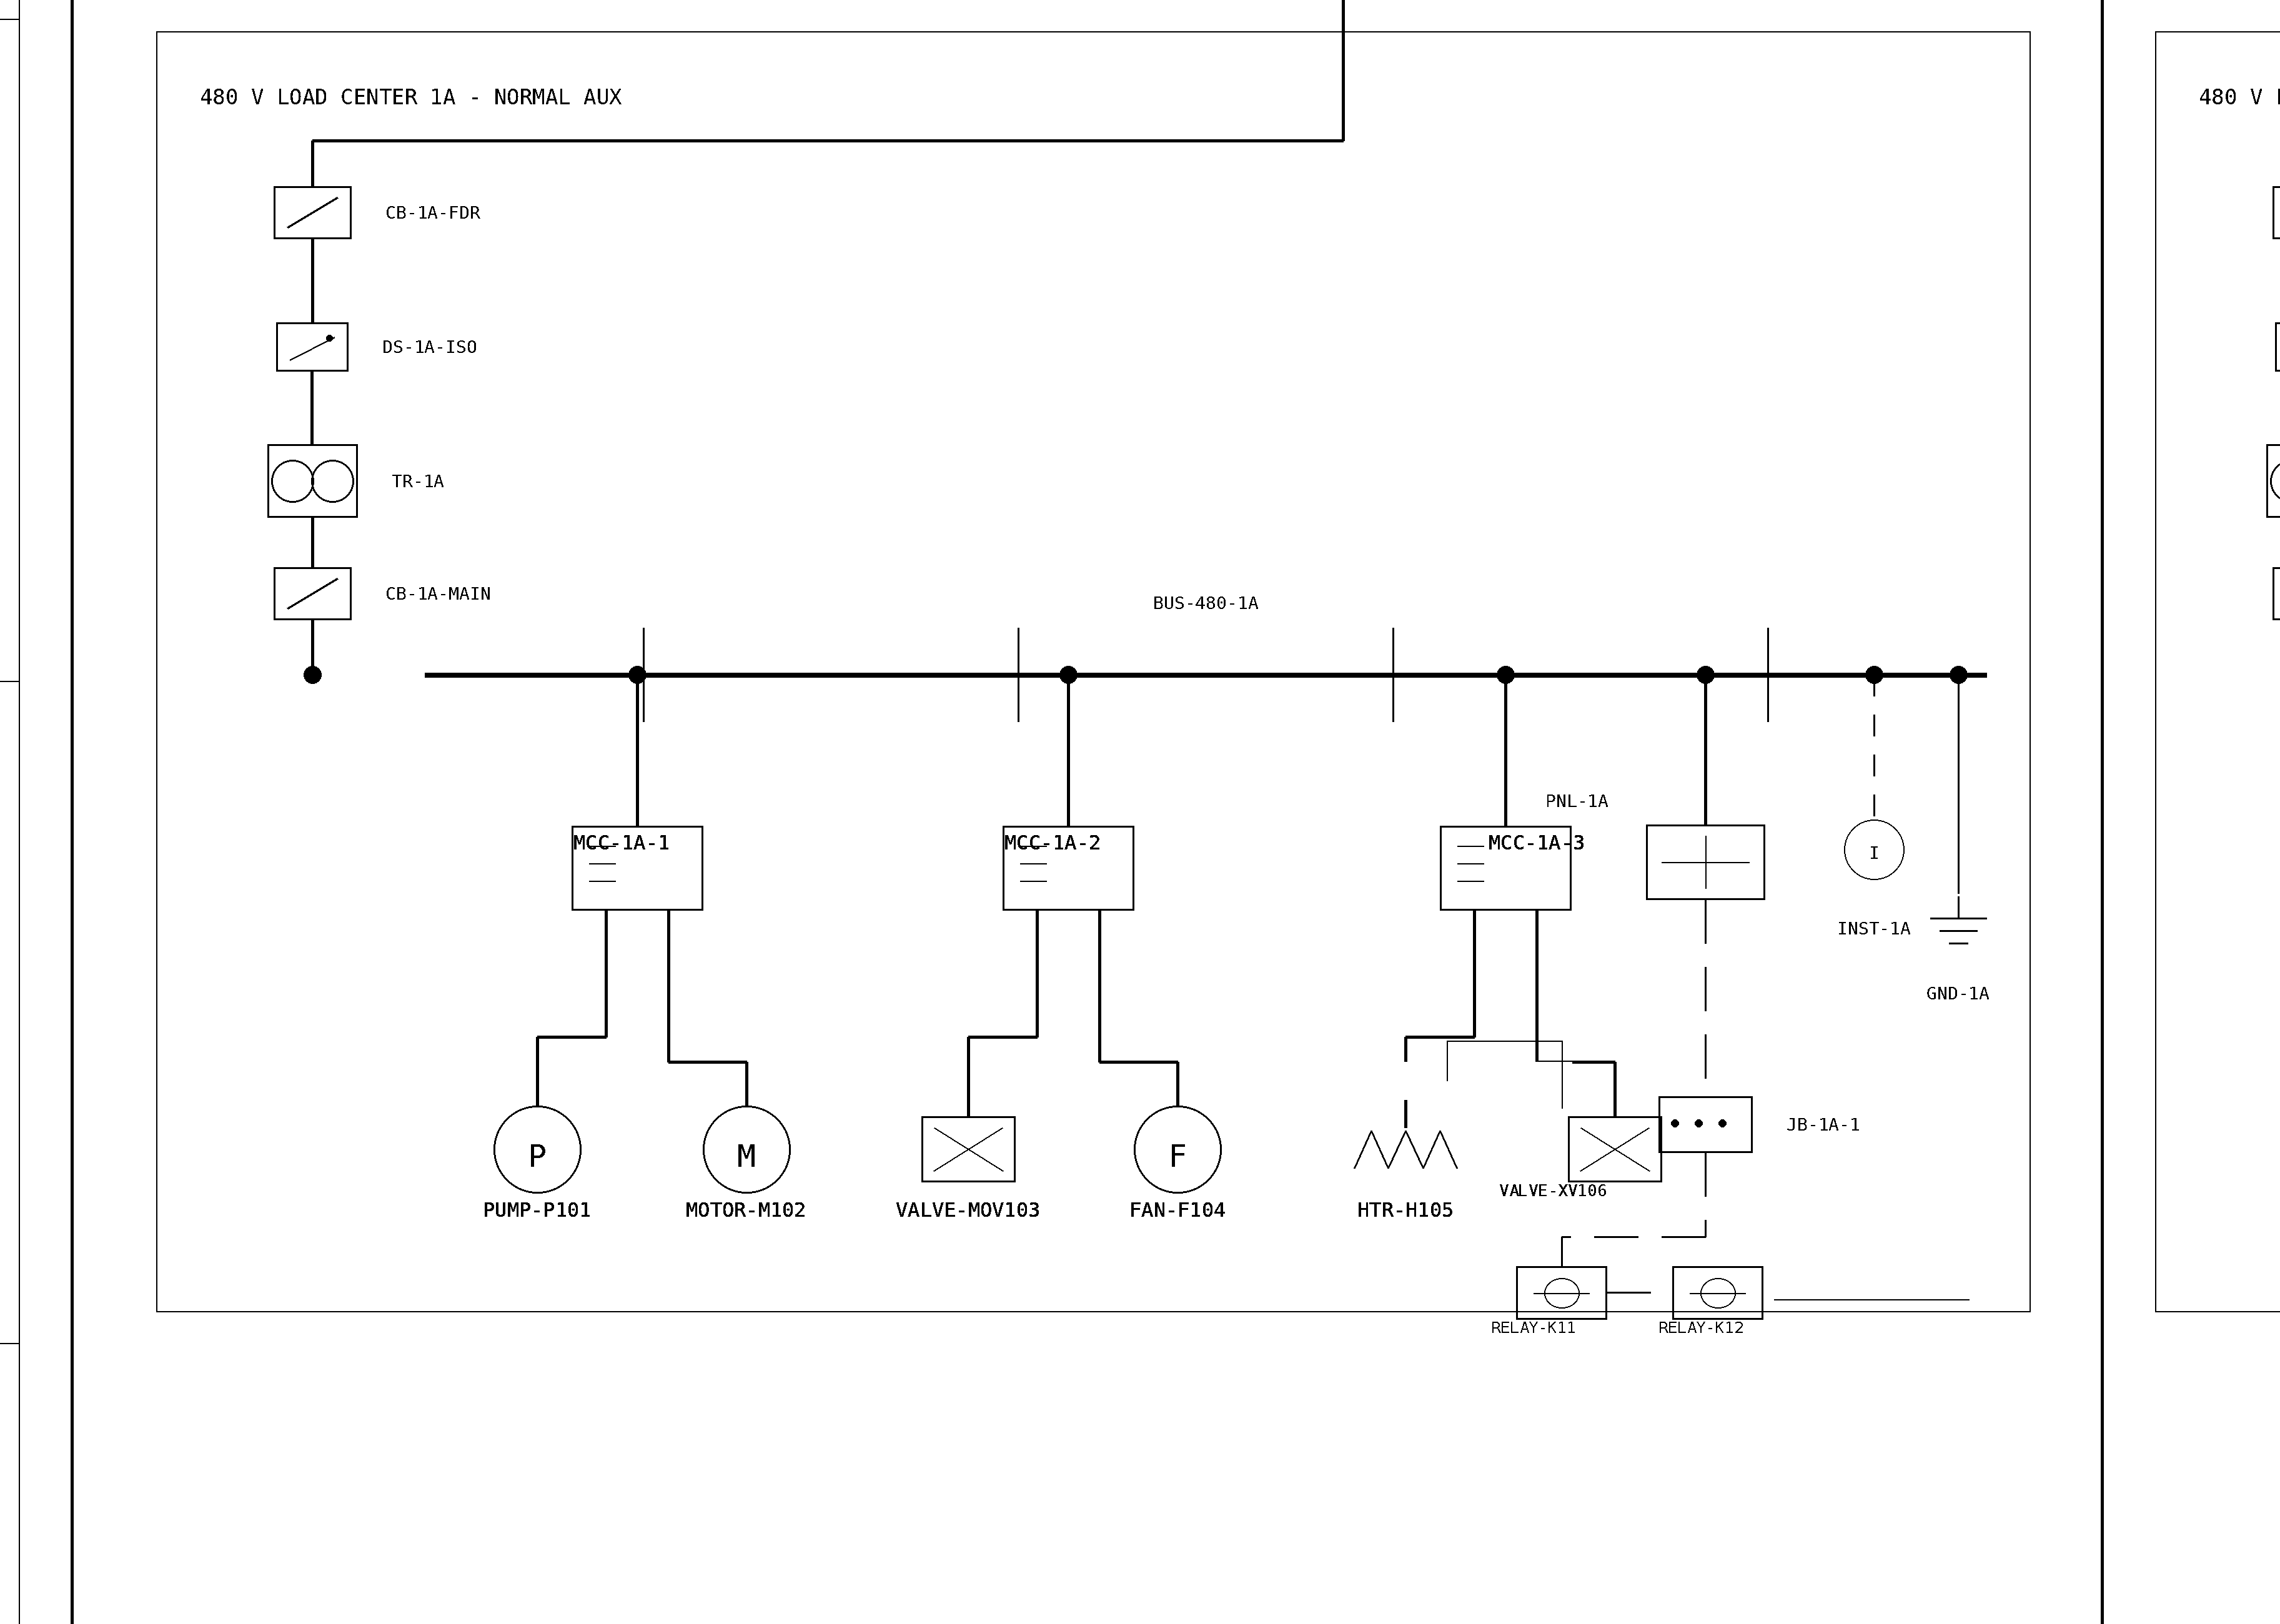 480 V LOAD CENTER 1A - NORMAL AUX
480 V
CB-1A-FDR
DS-1A-ISO
TR-1A
CB-1A-MAIN
BUS-480-1A
PNL-1A
MCC-1A-1
MCC-1A-2
MCC-1A-3
I
INST-1A
GND-1A
JB-1A-1
P
M
F
VALVE-XV106
PUMP-P101
MOTOR-M102
VALVE-MOV103
FAN-F104
HTR-H105
RELAY-K11
RELAY-K12